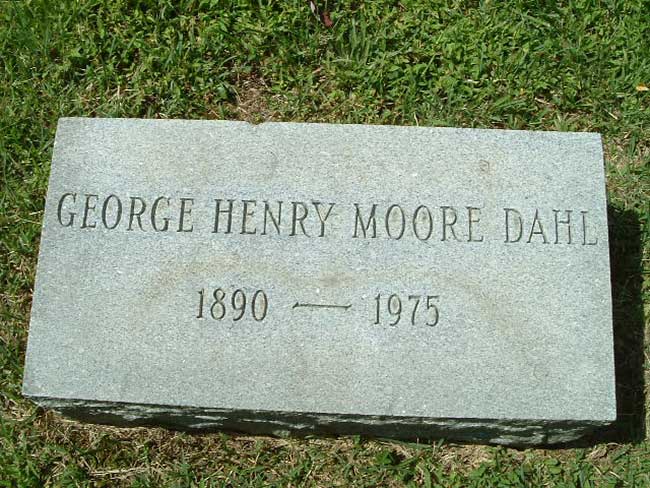 GEORGE HENRY MOORE DAHL
1890 — 1975